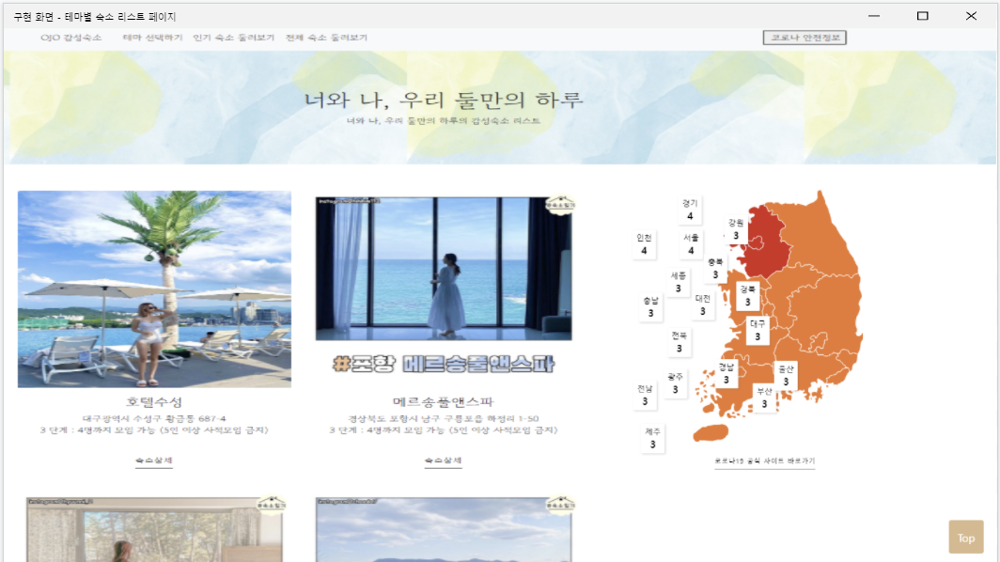 구현 화면 - 테마별 숙소 리스트 페이지
OJO 감성숙소 테마 선택하기 인기 숙소 둘러보기 전체 숙소 둘러보기 코로나 안전정보
너와 나, 우리 둘만의 하루
너와 나, 우리 둘만의 하루의 감성숙소 리스트
#포항 메르송풀앤스파
호텔수성
대구광역시 수성구 황금동 687-4
3 단계 : 4명까지 모임 가능 (5인 이상 사적모임 금지)
숙소상세
메르송풀앤스파
경상북도 포항시 남구 구룡포읍 하정리 1-50
3 단계 : 4명까지 모임 가능 (5인 이상 사적모임 금지)
숙소상세
경기
4
강원
3
인천
4
서울
4
충북
3
세종
3
경북
3
충남
3
대전
3
대구
3
전북
3
경남
3
울산
3
광주
3
전남
3
부산
3
제주
3
코로나19 공식 사이트 바로가기
Top